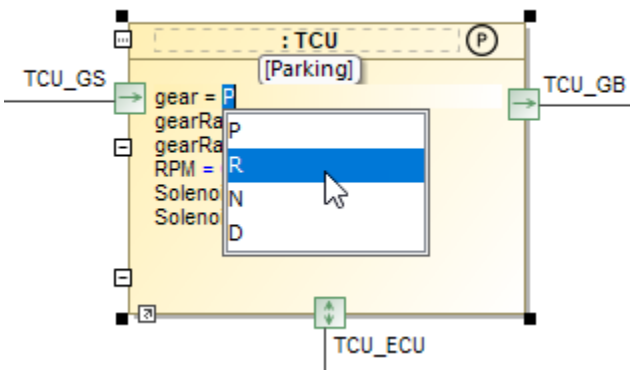 :TCU
P
[Parking]
TCU_GS
TCU_GB
gear = P
gearRa
gearRa
RPM =
Soleno
Soleno
P
R
N
D
TCU_ECU